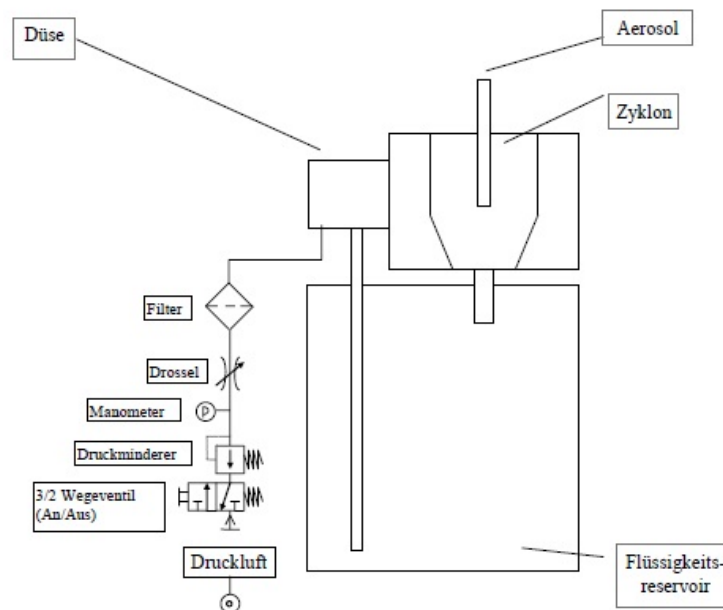 Düse
Aerosol
Zyklon
Filter
Drossel
Manometer
P
Druckminderer
3/2 Wegeventil
(An/Aus)
Druckluft
Flüssigkeits-
reservoir